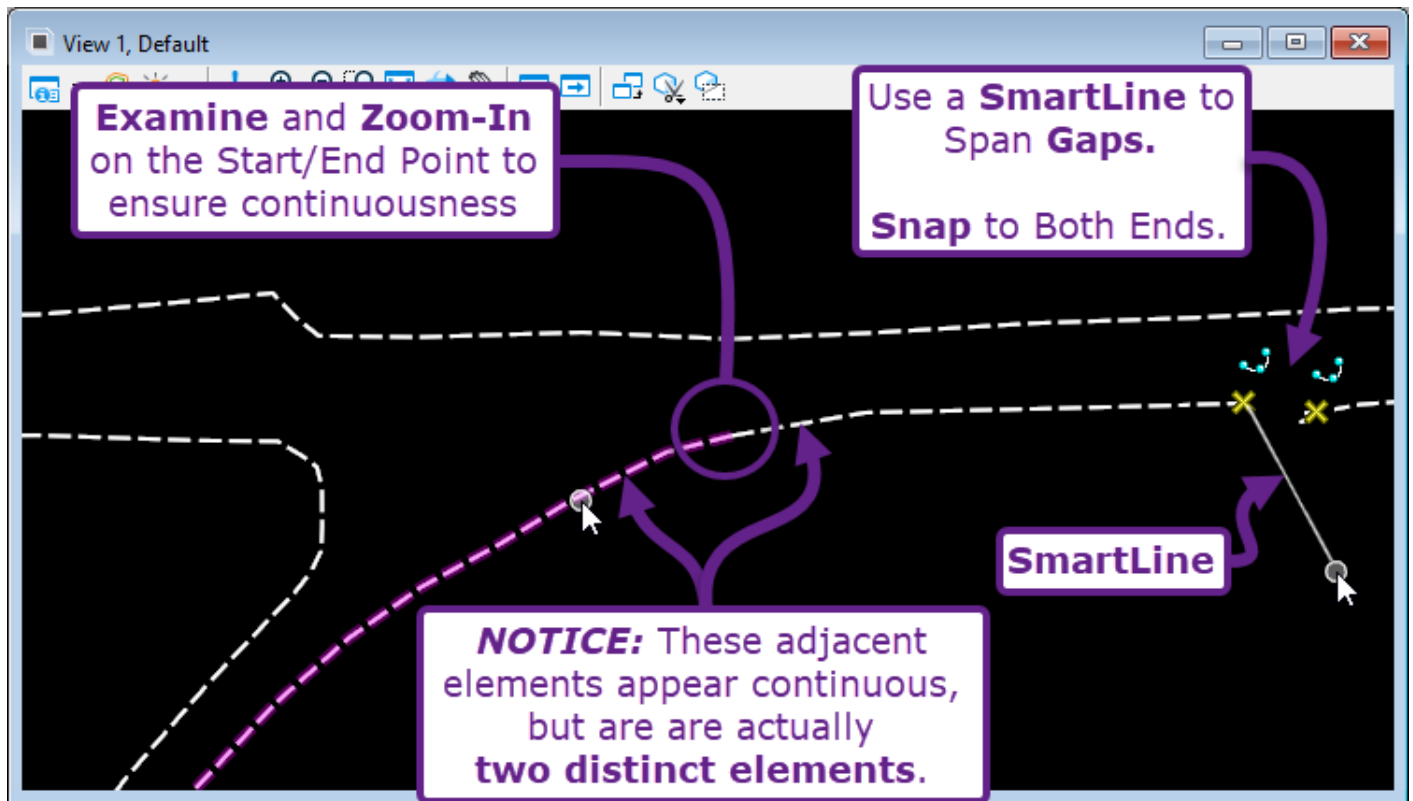 View 1, Default
Examine and Zoom-In
on the Start/End Point to
ensure continuousness
Use a SmartLine to
Span Gaps.
Snap to Both Ends.
SmartLine
NOTICE: These adjacent
elements appear continuous,
but are are actually
two distinct elements.